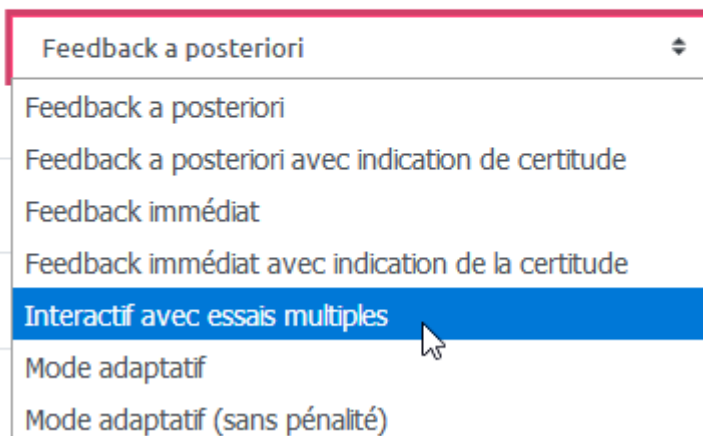 Feedback a posteriori
Feedback a posteriori
Feedback a posteriori avec indication de certitude
Feedback immédiat
Feedback immédiat avec indication de la certitude
Interactif avec essais multiples
Mode adaptatif
Mode adaptatif (sans pénalité)